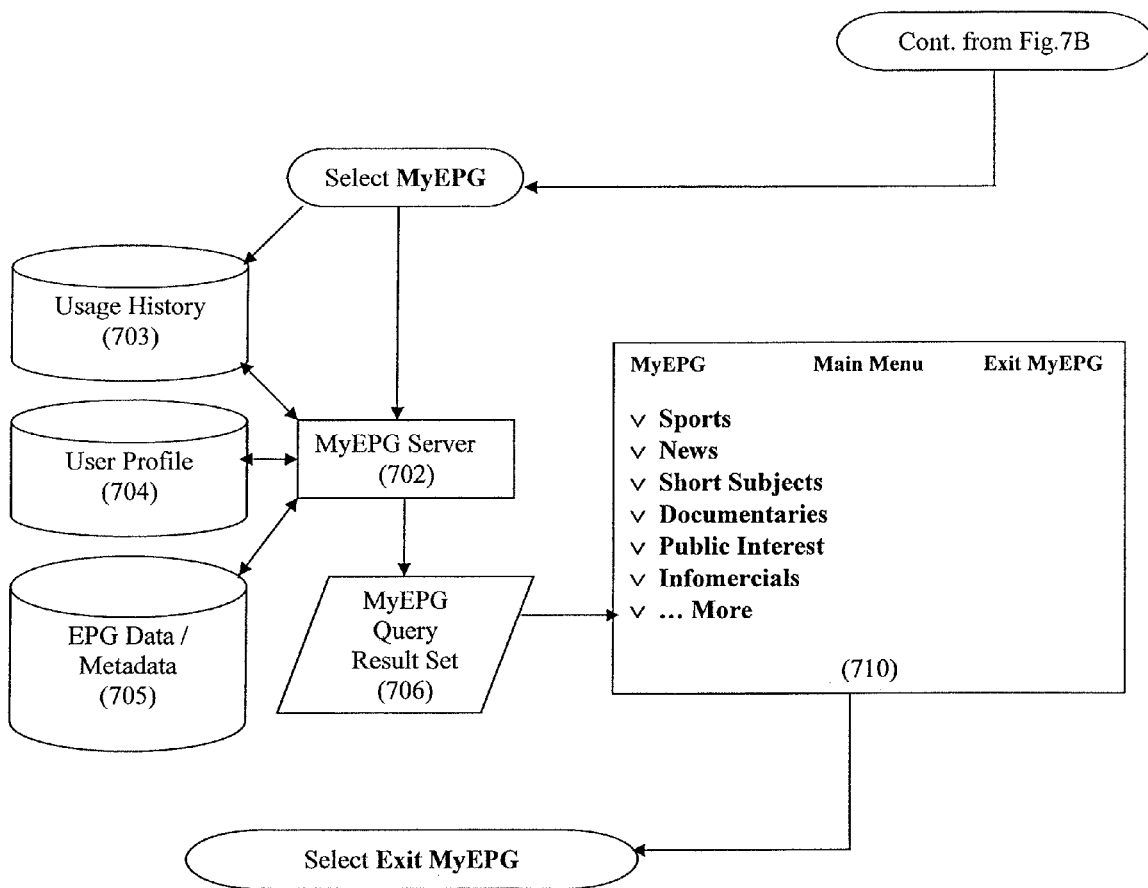 Cont. from Fig.7B
Select MyEPG
Usage History
(703)
MyEPG Main Menu Exit MyEPG
v Sports
v News
v Short Subjects
v Documentaries
v Public Interest
v Infomercials
v ... More
(710)
MyEPG Server
(702)
User Profile
(704)
EPG Data /
Metadata
(705)
MyEPG
Query
Result Set
(706)
Select Exit MyEPG